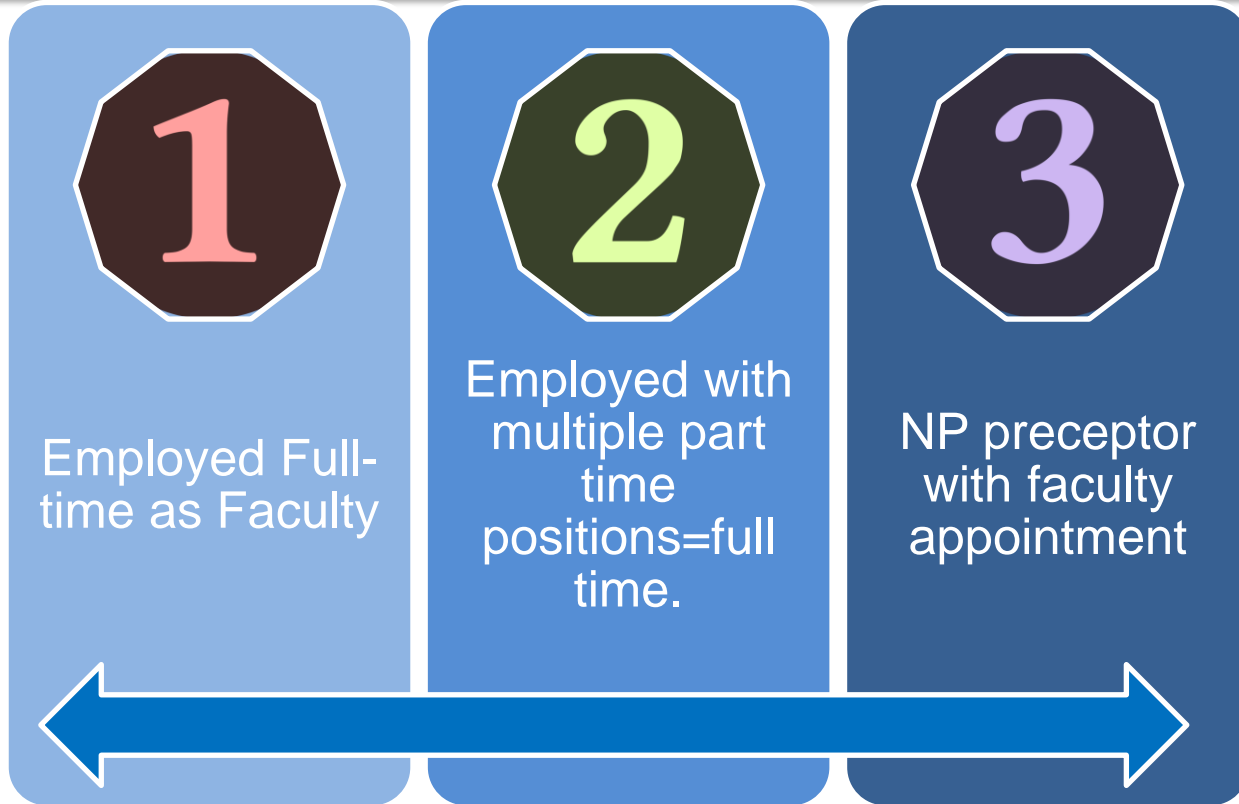 1
Employed Full-
time as Faculty
2
Employed with
multiple part
time
positions=full
time.
3
NP preceptor
with faculty
appointment